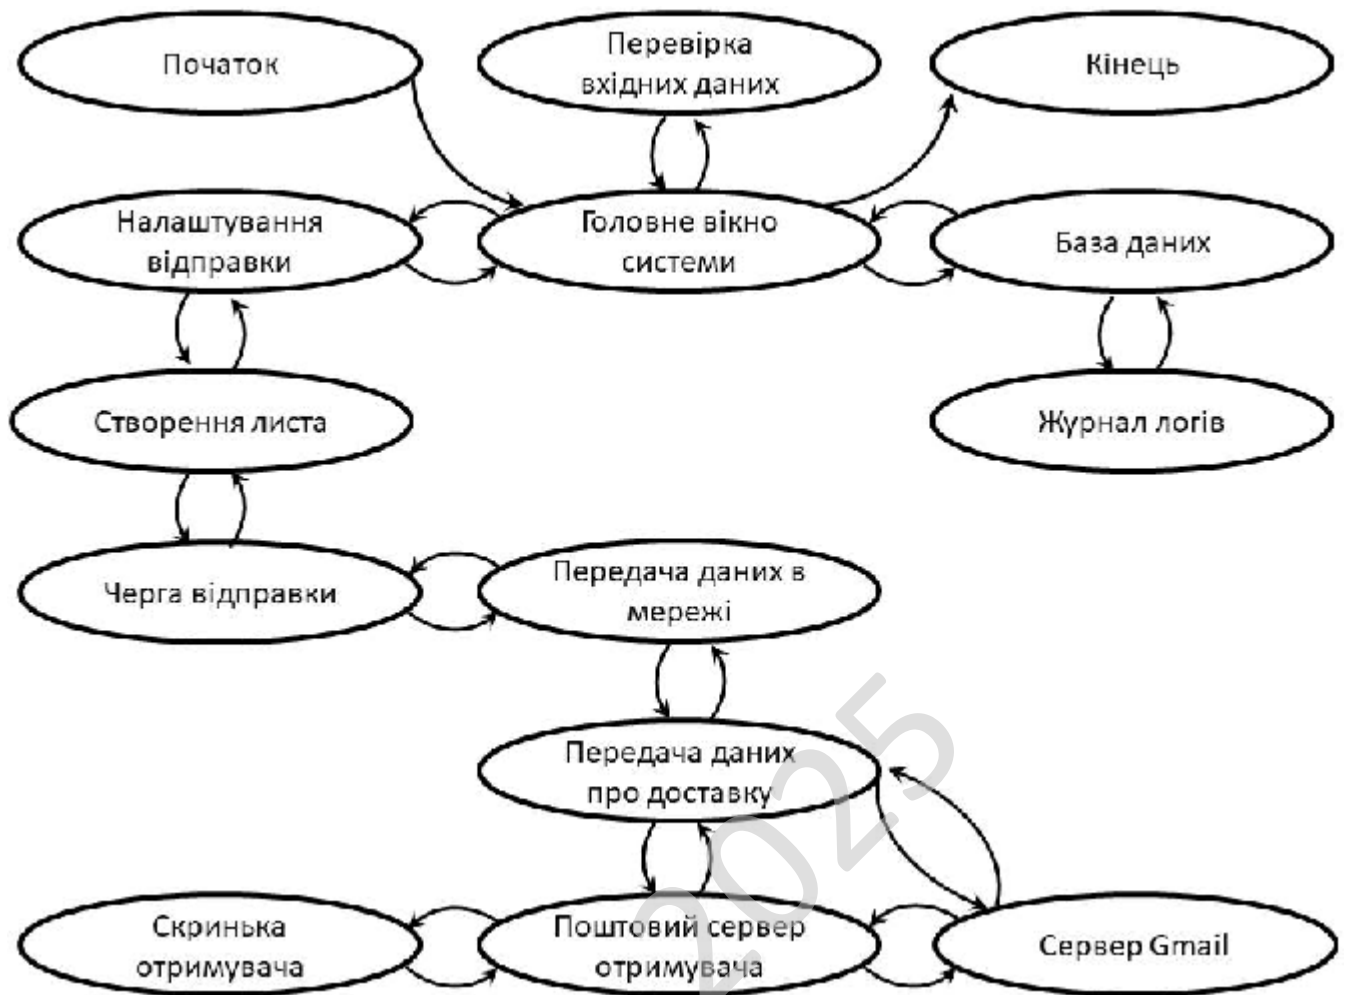 Початок
Перевірка
вхідних даних
Кінець
Налаштування
відправки
Головне вікно
системи
База даних
Створення листа
Журнал логів
Черга відправки
Передача даних в
мережі
Передача даних
про доставку
Скринька
отримувача
Поштовий сервер
отримувача
Сервер Gmail
2025